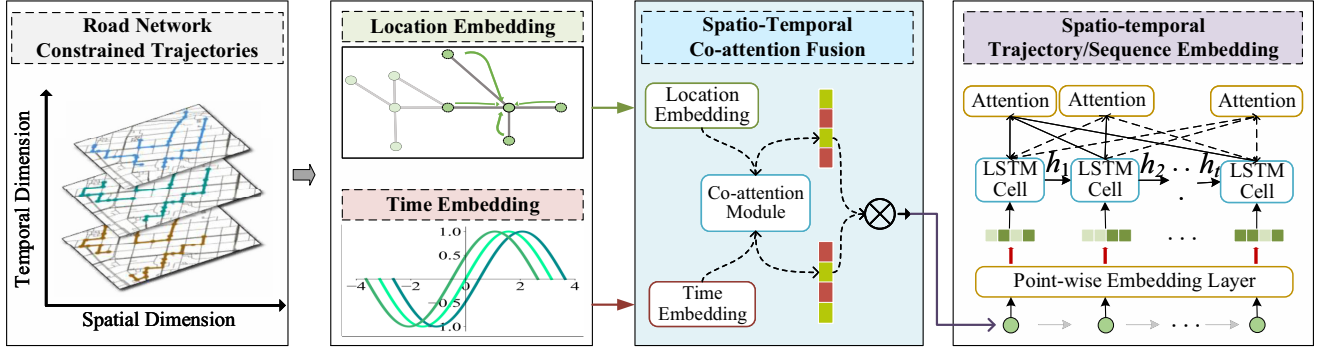 Road Network
Constrained Trajectories
Temporal Dimension
Spatial Dimension
Location Embedding
Time Embedding
1.0
0.5
−4
−2
0
2
4
0.5
1.0
Spatio-Temporal
Co-attention Fusion
Location
Embedding
Co-attention
Module
Time
Embedding
Spatio-temporal
Trajectory/Sequence Embedding
Attention
Attention
Attention
LSTM
Cell
h1
LSTM
Cell
h2
. . .
ht
LSTM
Cell
. . .
Point-wise Embedding Layer
. . .